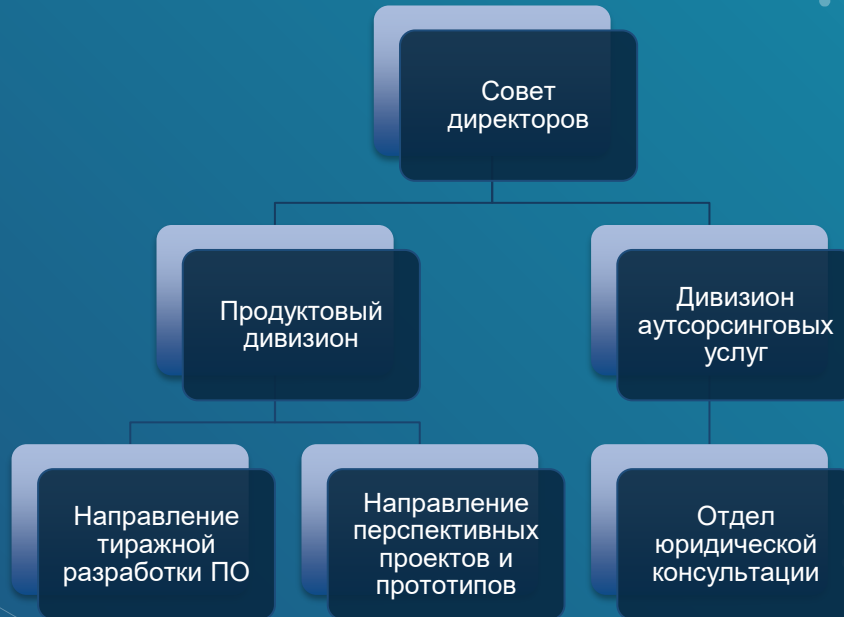 Совет
директоров
Продуктовый
дивизион
Дивизион
аутсорсинговых
услуг
Направление
тиражной
разработки ПО
Направление
перспективных
проектов и
прототипов
Отдел
юридической
консультации